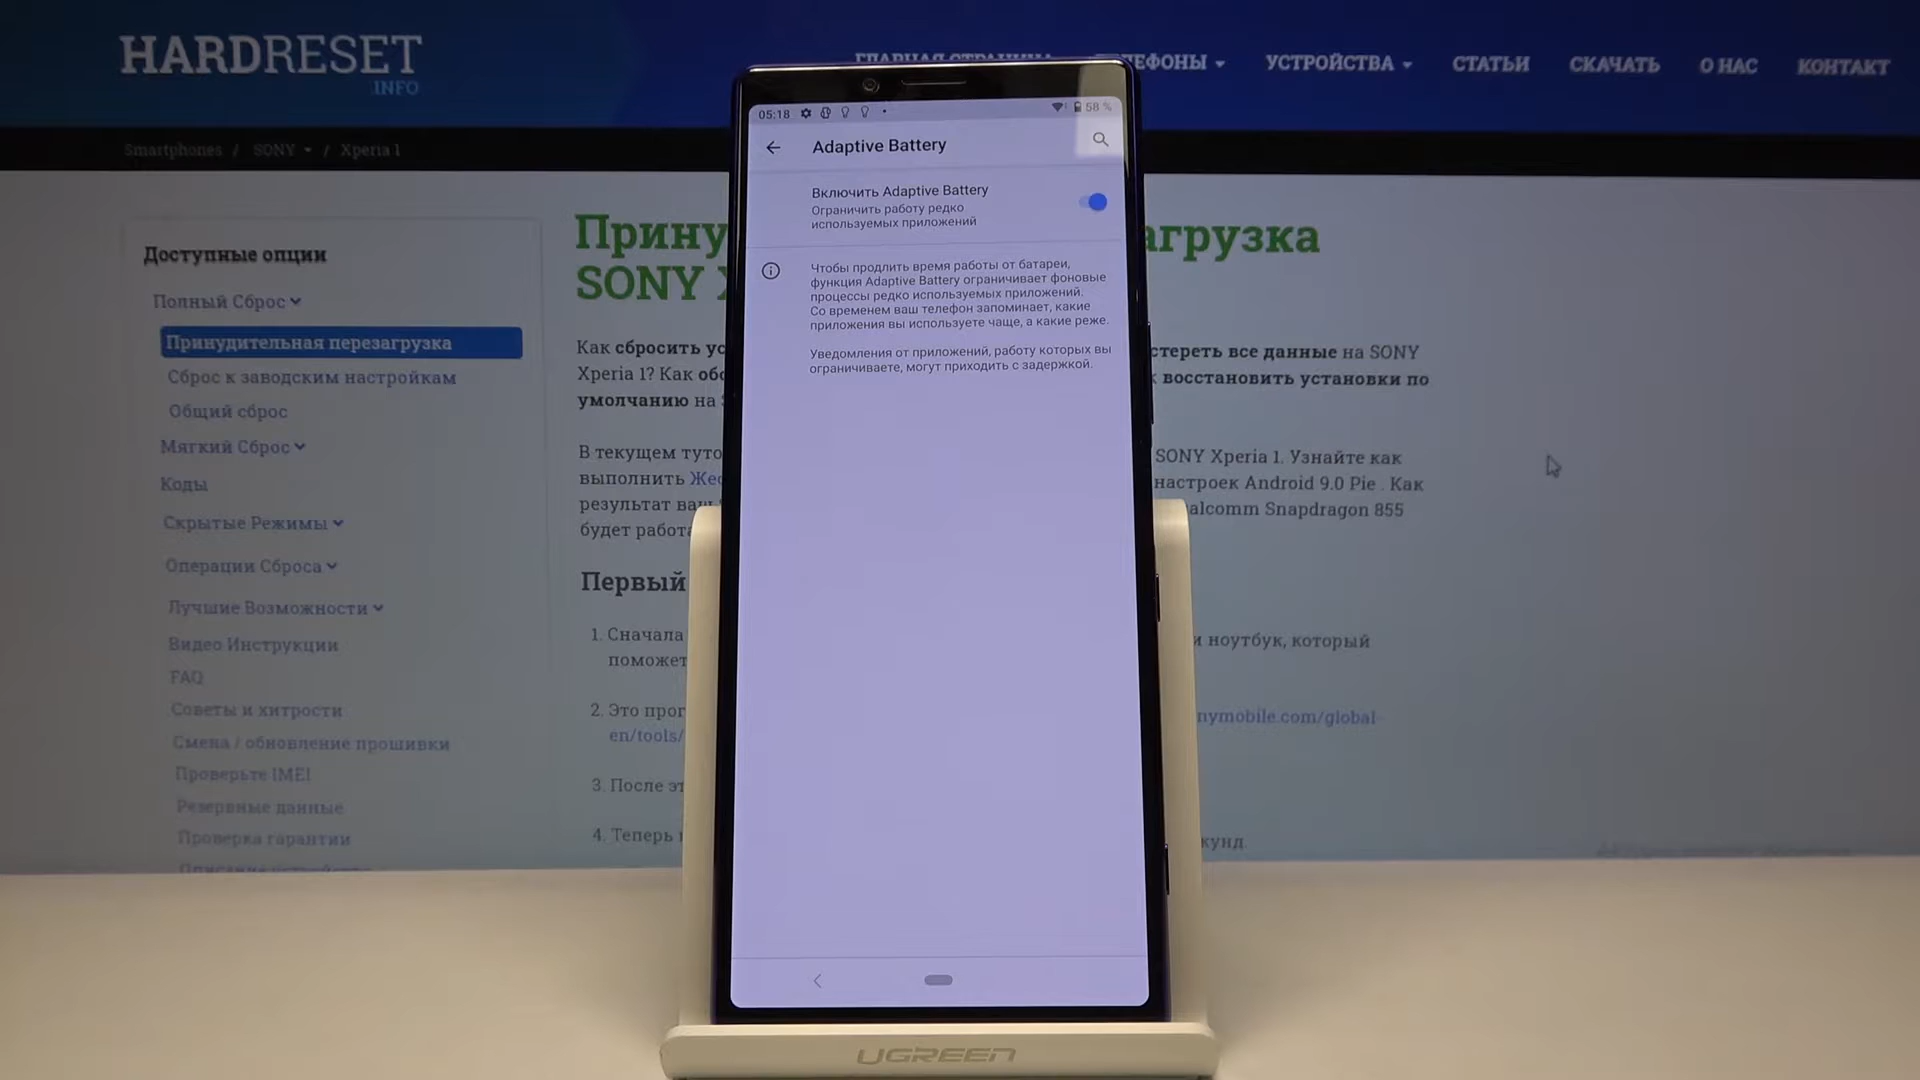 HARDRESET
.INFO
ЕФОНЫ
УСТРОЙСТВА
СТАТЬИ
СКАЧАТЬ
О НАС
КОНТАКТ
Smartphones / SONY / Xperia 1
Доступные опции
Полный Сброс
Принудительная перезагрузка
Сброс к заводским настройкам
Общий сброс
Мягкий Сброс
Коды
Скрытые Режимы
Операции Сброса
Лучшие Возможности
Видео Инструкции
FAQ
Советы и хитрости
Смена / обновление прошивки
Проверьте IMEI
Резервные данные
Проверка гарантии
05:18
58 %
Adaptive Battery
Включить Adaptive Battery
Ограничить работу редко
используемых приложений
Чтобы продлить время работы от батареи,
функция Adaptive Battery ограничивает фоновые
процессы редко используемых приложений.
Со временем ваш телефон запоминает, какие
приложения вы используете чаще, а какие реже.
Уведомления от приложений, работу которых вы
ограничиваете, могут приходить с задержкой.
Прину агрузка
SONY
Как сбросить ус стереть все данные на SONY
Xperia 1? Как обо восстановить установки по
умолчанию на
В текущем туто SONY Xperia 1. Узнайте как
выполнить Жес настроек Android 9.0 Pie . Как
результат ваш alcomm Snapdragon 855
будет работа
Первый
1. Сначала и ноутбук, который
поможет
2. Это прог nymobile.com/global-
en/tools/
3. После эт
4. Теперь кунд
UGREEN